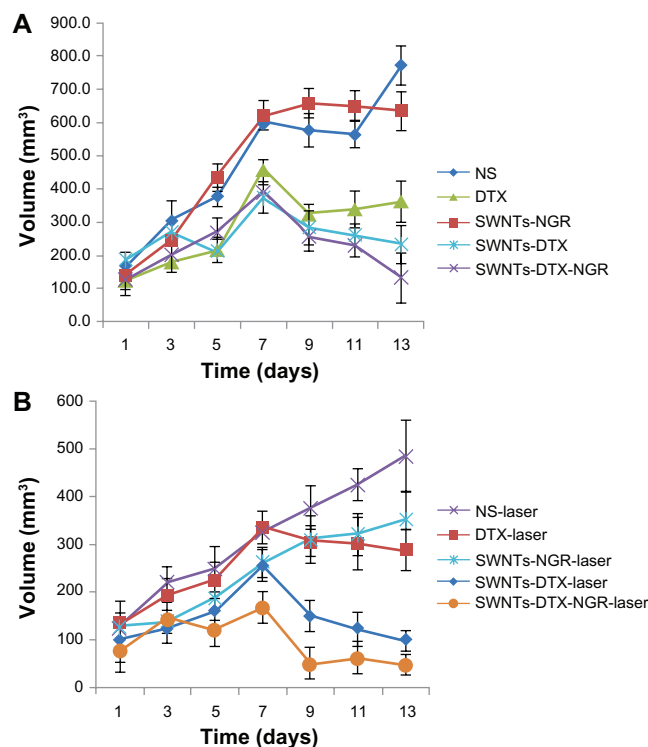 A
900.0
800.0
700.0
600.0
500.0
400.0
300.0
200.0
100.0
0.0
Volume (mm³)
1 3 5 7 9 11 13
Time (days)
NS
DTX
SWNTs-NGR
SWNTs-DTX
SWNTs-DTX-NGR
B
600
500
400
300
200
100
0
Volume (mm³)
1 3 5 7 9 11 13
Time (days)
NS-laser
DTX-laser
SWNTs-NGR-laser
SWNTs-DTX-laser
SWNTs-DTX-NGR-laser